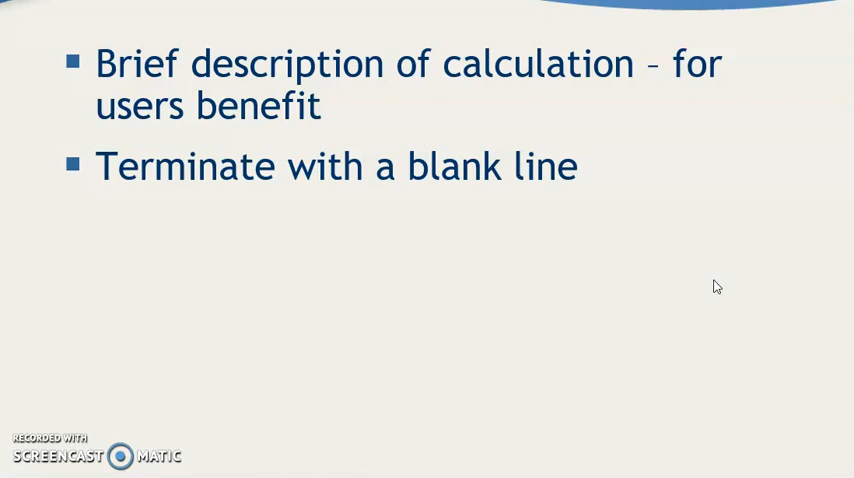 Brief description of calculation – for
users benefit
Terminate with a blank line
RECORDED WITH
SCREENCAST MATIC